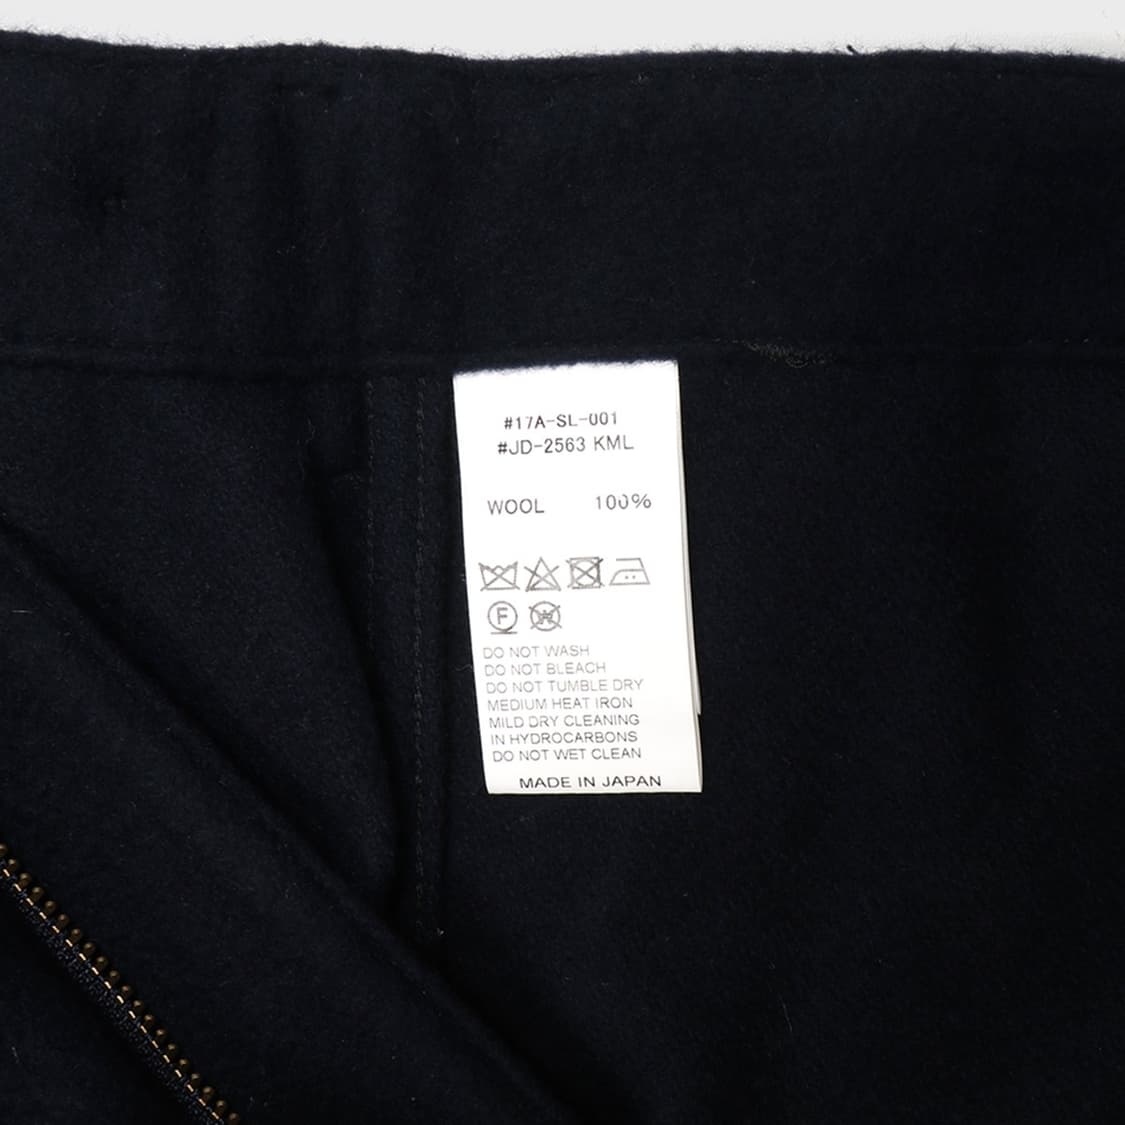 #17A-SL-001
#JD-2563 KML
WOOL 100%
F
W
DO NOT WASH
DO NOT BLEACH
DO NOT TUMBLE DRY
MEDIUM HEAT IRON
MILD DRY CLEANING
IN HYDROCARBONS
DO NOT WET CLEAN
MADE IN JAPAN